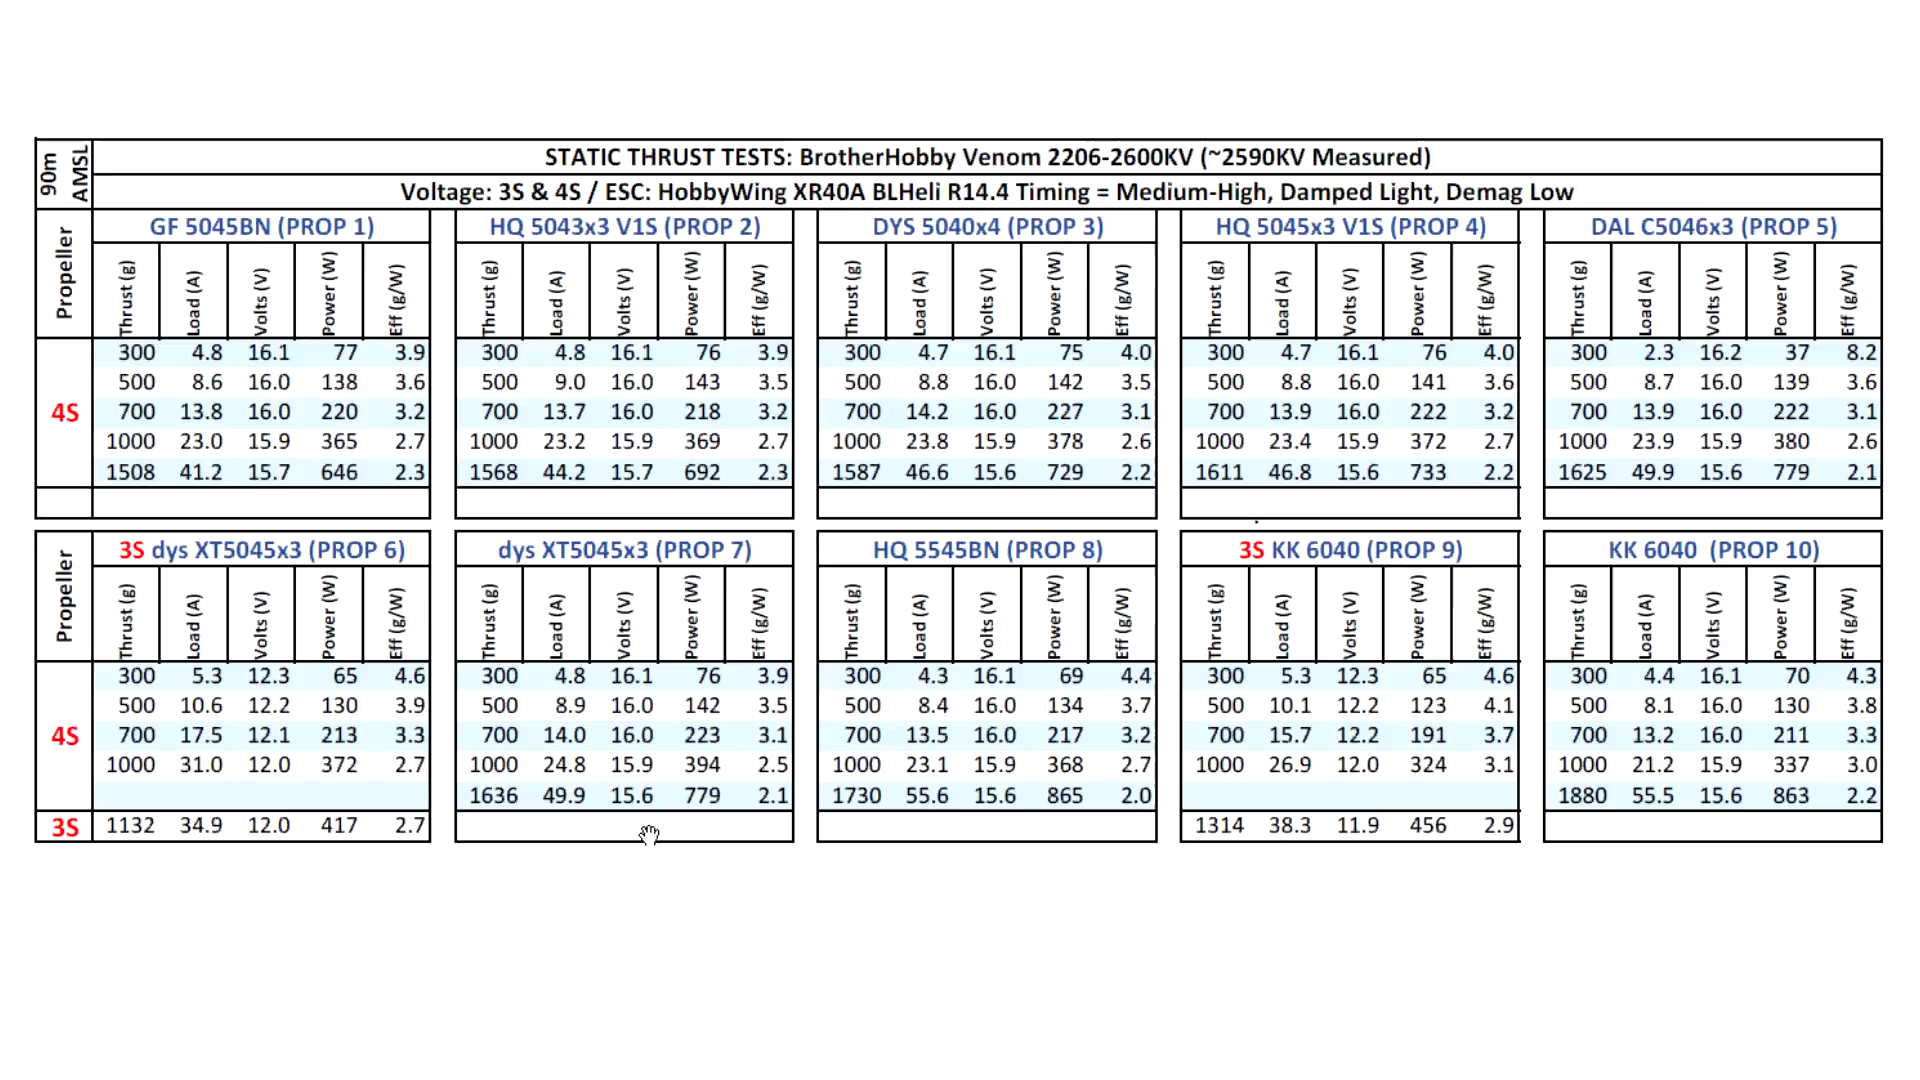 90m AMSL
STATIC THRUST TESTS: BrotherHobby Venom 2206-2600KV (~2590KV Measured)
Voltage: 3S & 4S / ESC: HobbyWing XR40A BLHeli R14.4 Timing = Medium-High, Damped Light, Demag Low
Propeller GF 5045BN (PROP 1) HQ 5043x3 V1S (PROP 2) DYS 5040x4 (PROP 3) HQ 5045x3 V1S (PROP 4) DAL C5046x3 (PROP 5)
Thrust (g) Load (A) Volts (V) Power (W) Eff (g/W) Thrust (g) Load (A) Volts (V) Power (W) Eff (g/W) Thrust (g) Load (A) Volts (V) Power (W) Eff (g/W) Thrust (g) Load (A) Volts (V) Power (W) Eff (g/W) Thrust (g) Load (A) Volts (V) Power (W) Eff (g/W)
300 4.8 16.1 77 3.9 300 4.8 16.1 76 3.9 300 4.7 16.1 75 4.0 300 4.7 16.1 76 4.0 300 2.3 16.2 37 8.2
500 8.6 16.0 138 3.6 500 9.0 16.0 143 3.5 500 8.8 16.0 142 3.5 500 8.8 16.0 141 3.6 500 8.7 16.0 139 3.6
4S 700 13.8 16.0 220 3.2 700 13.7 16.0 218 3.2 700 14.2 16.0 227 3.1 700 13.9 16.0 222 3.2 700 13.9 16.0 222 3.1
1000 23.0 15.9 365 2.7 1000 23.2 15.9 369 2.7 1000 23.8 15.9 378 2.6 1000 23.4 15.9 372 2.7 1000 23.9 15.9 380 2.6
1508 41.2 15.7 646 2.3 1568 44.2 15.7 692 2.3 1587 46.6 15.6 729 2.2 1611 46.8 15.6 733 2.2 1625 49.9 15.6 779 2.1
Propeller 3S dys XT5045x3 (PROP 6) dys XT5045x3 (PROP 7) HQ 5545BN (PROP 8) 3S KK 6040 (PROP 9) KK 6040 (PROP 10)
Thrust (g) Load (A) Volts (V) Power (W) Eff (g/W) Thrust (g) Load (A) Volts (V) Power (W) Eff (g/W) Thrust (g) Load (A) Volts (V) Power (W) Eff (g/W) Thrust (g) Load (A) Volts (V) Power (W) Eff (g/W) Thrust (g) Load (A) Volts (V) Power (W) Eff (g/W)
300 5.3 12.3 65 4.6 300 4.8 16.1 76 3.9 300 4.3 16.1 69 4.4 300 5.3 12.3 65 4.6 300 4.4 16.1 70 4.3
500 10.6 12.2 130 3.9 500 8.9 16.0 142 3.5 500 8.4 16.0 134 3.7 500 10.1 12.2 123 4.1 500 8.1 16.0 130 3.8
4S 700 17.5 12.1 213 3.3 700 14.0 16.0 223 3.1 700 13.5 16.0 217 3.2 700 15.7 12.2 191 3.7 700 13.2 16.0 211 3.3
1000 31.0 12.0 372 2.7 1000 24.8 15.9 394 2.5 1000 23.1 15.9 368 2.7 1000 26.9 12.0 324 3.1 1000 21.2 15.9 337 3.0
1636 49.9 15.6 779 2.1 1730 55.6 15.6 865 2.0 1880 55.5 15.6 863 2.2
3S 1132 34.9 12.0 417 2.7 1314 38.3 11.9 456 2.9